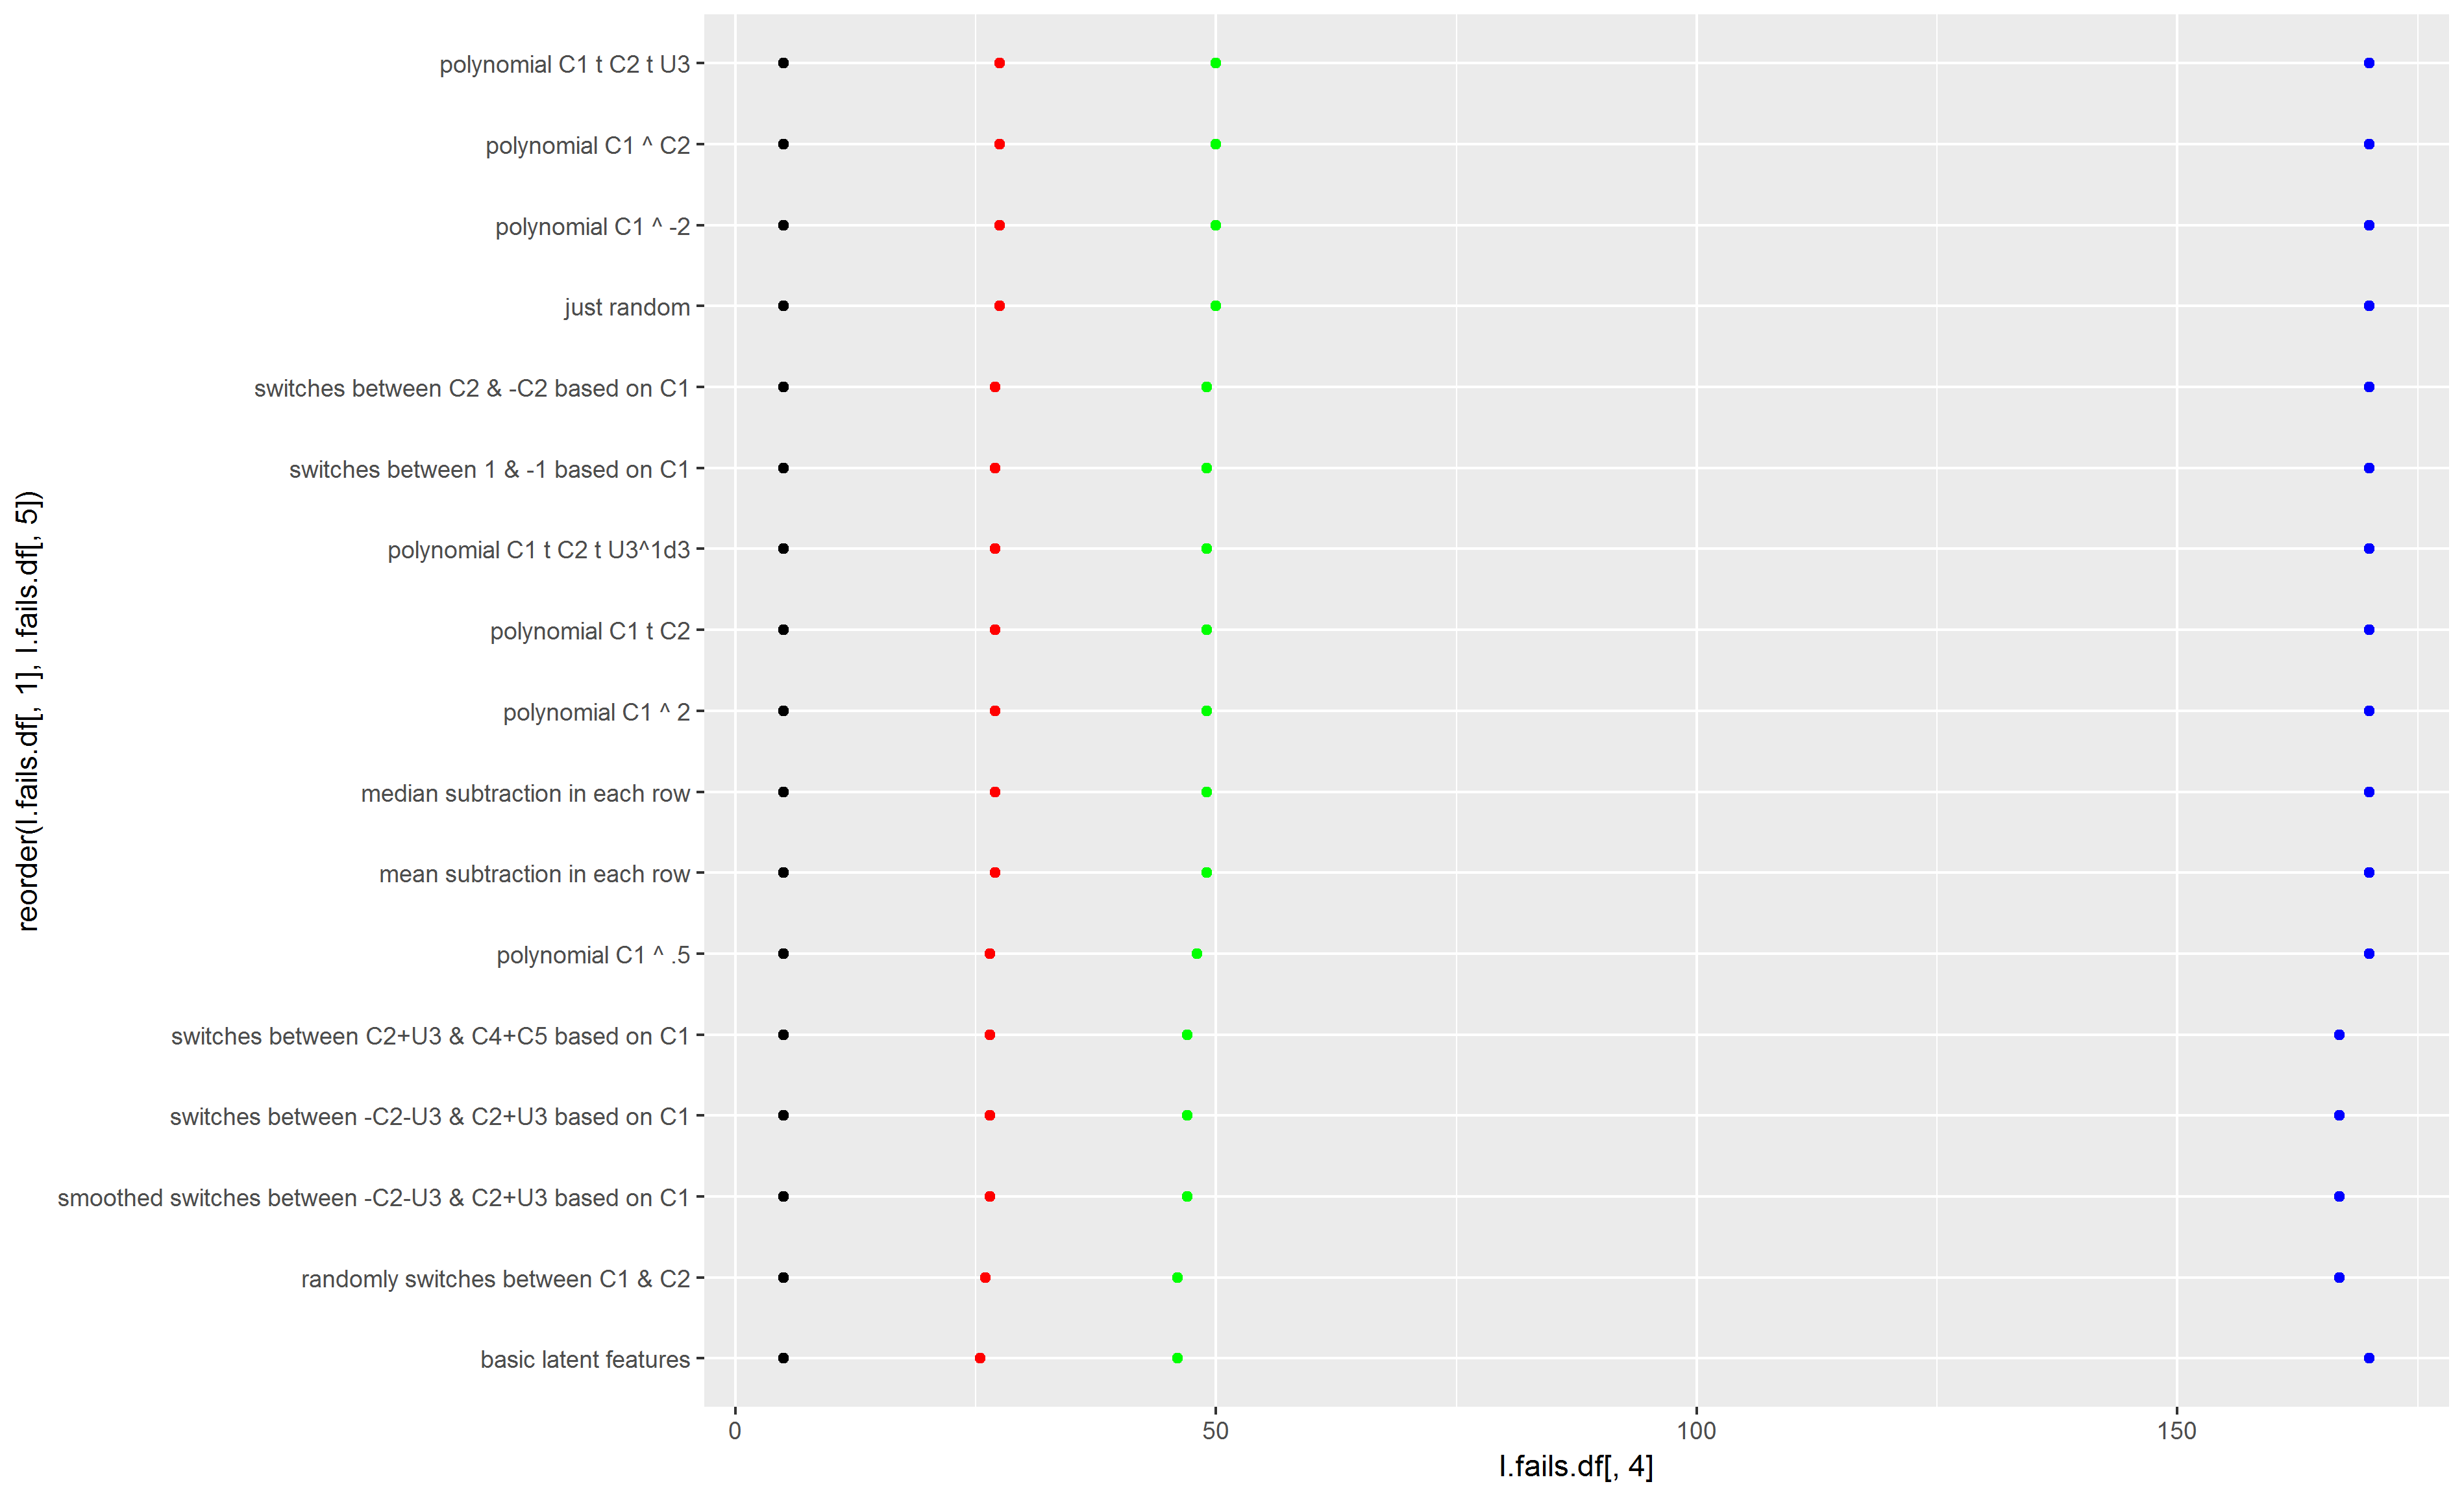 polynomial C1 t C2 t U3
polynomial C1 ^ C2
polynomial C1 ^ -2
just random
switches between C2 & -C2 based on C1
switches between 1 & -1 based on C1
polynomial C1 t C2 t U3^1d3
polynomial C1 t C2
polynomial C1 ^ 2
median subtraction in each row
mean subtraction in each row
polynomial C1 ^ .5
switches between C2+U3 & C4+C5 based on C1
switches between -C2-U3 & C2+U3 based on C1
smoothed switches between -C2-U3 & C2+U3 based on C1
randomly switches between C1 & C2
basic latent features
reorder(I.fails.df[, 1], I.fails.df[, 5])
0 50 100 150
I.fails.df[, 4]